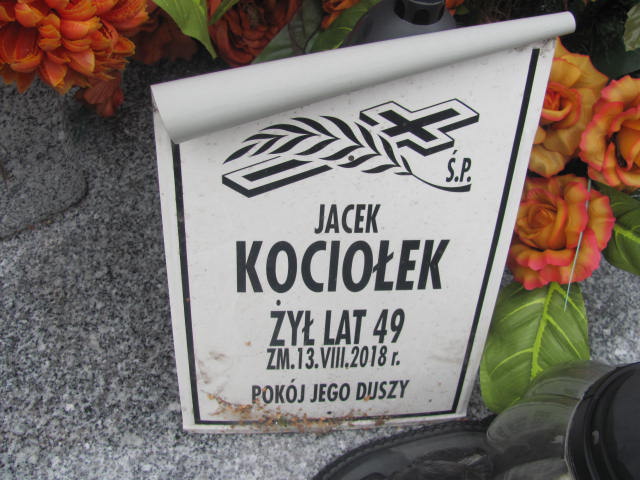 Ś.P.
JACEK
KOCIOŁEK
ŻYŁ LAT 49
ZM.13.VIII.2018 r.
POKÓJ JEGO DUSZY